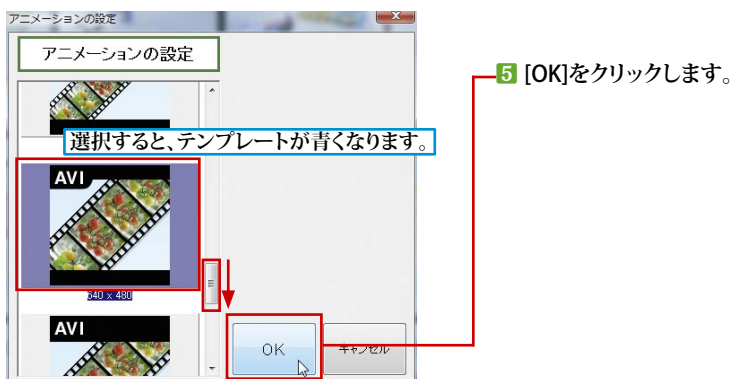 アニメーションの設定
アニメーションの設定
5 [OK]をクリックします。
選択すると、テンプレートが青くなります。
AVI
640 x 480
AVI
OK
キャンセル